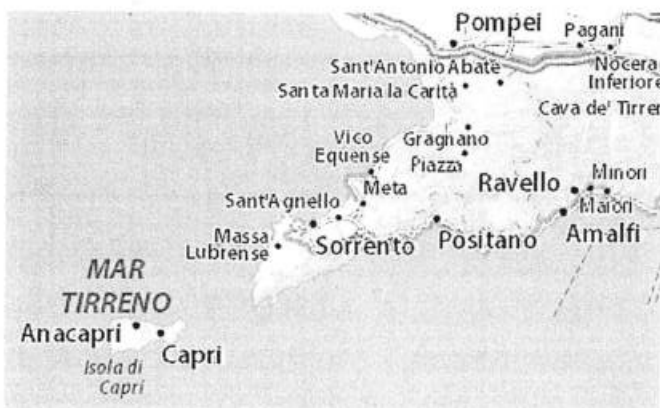 Pompei
Pagani
Nocera
Inferiore
Sant'Antonio Abate
Santa Maria la Carità
Cava de' Tirren
Vico
Equense
Gragnano
Piazza
Meta
Ravello
Minori
Maiori
Sant'Agnello
Massa
Lubrense
Sorrento
Positano
Amalfi
MAR
TIRRENO
Anacapri
Capri
Isola di
Capri